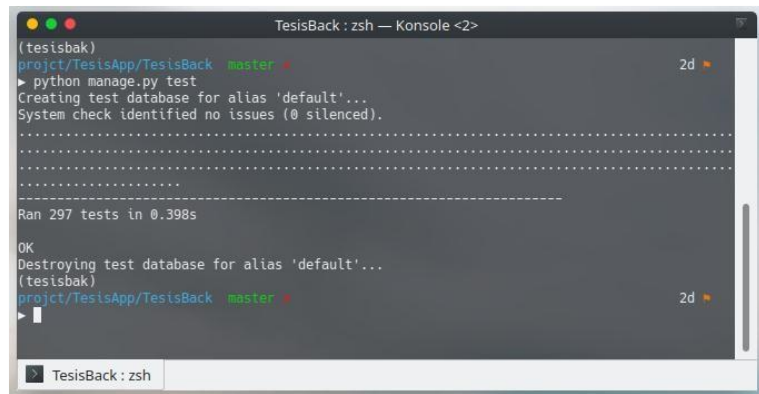 TesisBack : zsh — Konsole <2>
(tesisbak)
projct/TesisApp/TesisBack master 2d
▸ python manage.py test
Creating test database for alias 'default'...
System check identified no issues (0 silenced).
............................................................................................
............................................................................................
............................................................................................
.....................
----------------------------------------------------------------------
Ran 297 tests in 0.398s
OK
Destroying test database for alias 'default'...
(tesisbak)
projct/TesisApp/TesisBack master 2d
▸
TesisBack : zsh